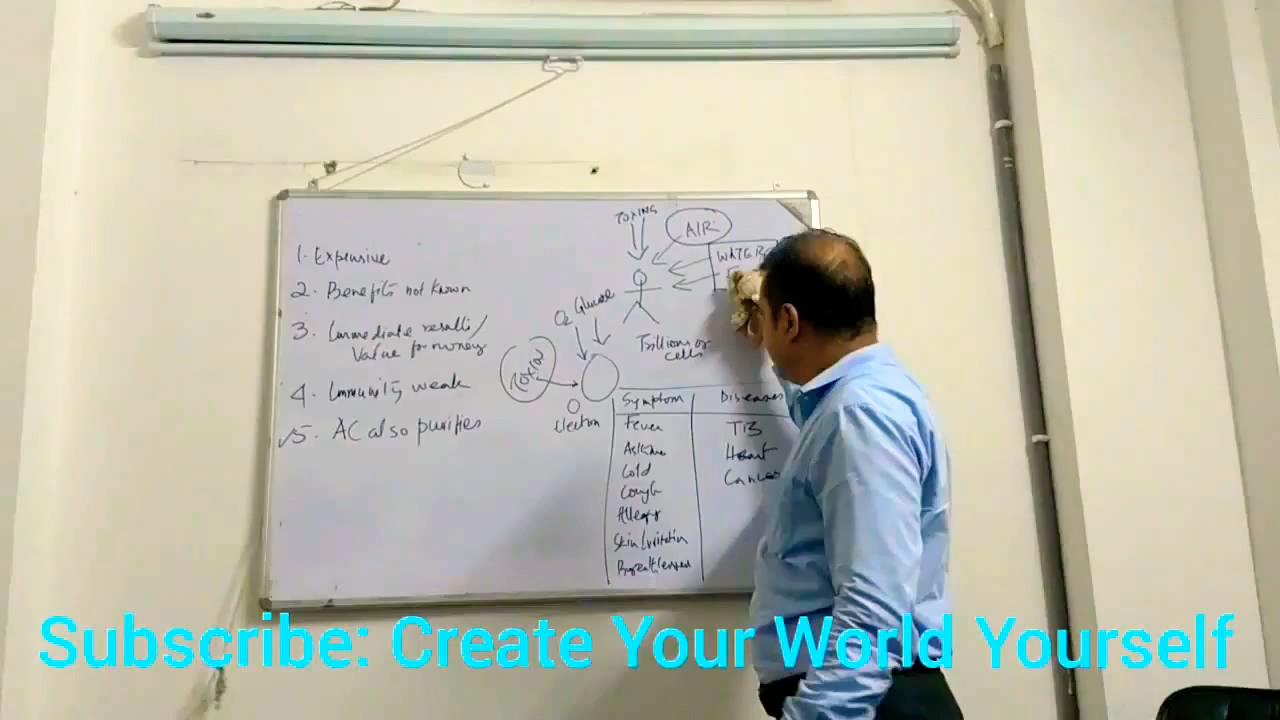 1. Expensive
2. Benefits not known
3. Immediate results/
Value for money
4. Immunity weak
5. AC also purifies
TOXINS
AIR
WATER
O2 Glucose
Trillions of
cells
TOXIN
O
Electron
Symptom Diseases
Fever TB
Asthma Heart
Cold Cancer
Cough
Allergy
Skin Irritation
Breathlessness
Subscribe: Create Your World Yourself